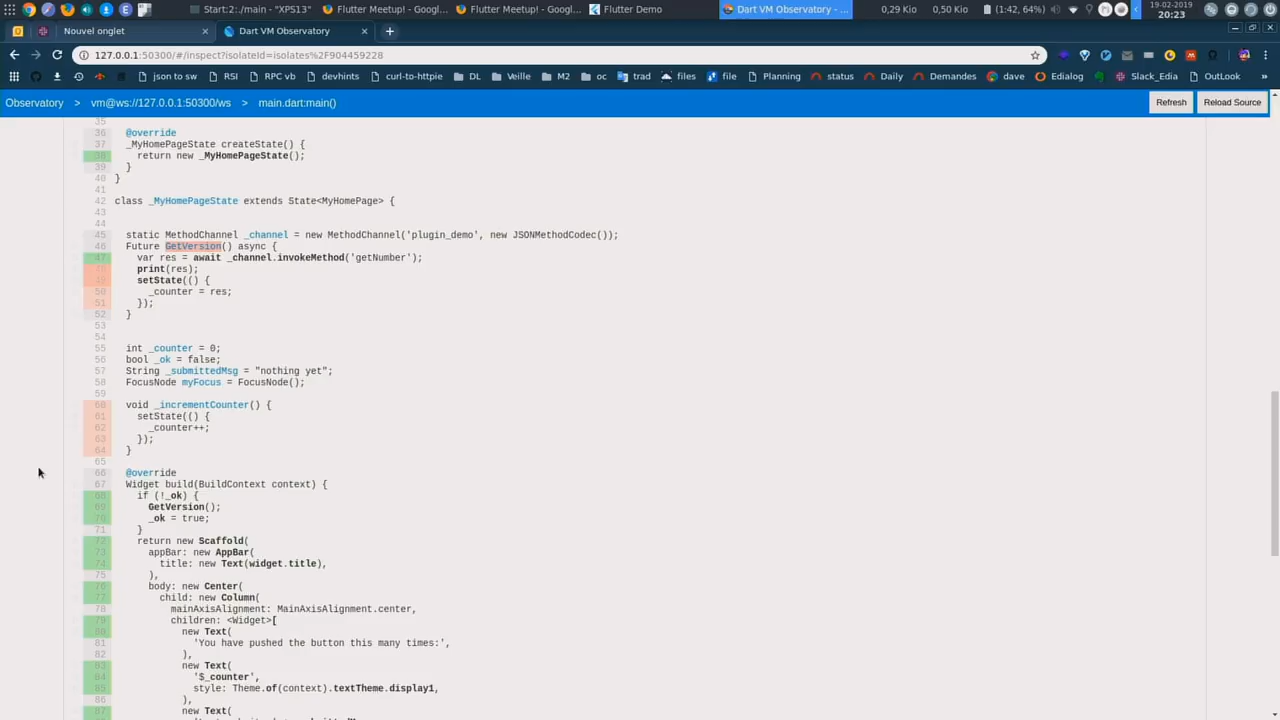 Start:2:./main - "XPS13"
Flutter Meetup! - Googl...
Flutter Meetup! - Googl...
Flutter Demo
Dart VM Observatory - ...
0,29 Kio
0,50 Kio
(1:42, 64%)
19-02-2019
20:23
Nouvel onglet
Dart VM Observatory
127.0.0.1:50300/#/inspect?isolateId=isolates%2F904459228
json to sw
RSI
RPC vb
devhints
curl-to-httpie
DL
Veille
M2
oc
trad
files
file
Planning
status
Daily
Demandes
dave
Edialog
Slack_Edia
OutLook
Observatory > vm@ws://127.0.0.1:50300/ws > main.dart:main()
Refresh
Reload Source
35
36 @override
37 _MyHomePageState createState() {
38 return new _MyHomePageState();
39 }
40 }
41
42 class _MyHomePageState extends State<MyHomePage> {
43
44
45 static MethodChannel _channel = new MethodChannel('plugin_demo', new JSONMethodCodec());
46 Future GetVersion() async {
47 var res = await _channel.invokeMethod('getNumber');
48 print(res);
49 setState(() {
50 _counter = res;
51 });
52 }
53
54
55 int _counter = 0;
56 bool _ok = false;
57 String _submittedMsg = "nothing yet";
58 FocusNode myFocus = FocusNode();
59
60 void _incrementCounter() {
61 setState(() {
62 _counter++;
63 });
64 }
65
66 @override
67 Widget build(BuildContext context) {
68 if (!_ok) {
69 GetVersion();
70 _ok = true;
71 }
72 return new Scaffold(
73 appBar: new AppBar(
74 title: new Text(widget.title),
75 ),
76 body: new Center(
77 child: new Column(
78 mainAxisAlignment: MainAxisAlignment.center,
79 children: <Widget>[
80 new Text(
81 'You have pushed the button this many times:',
82 ),
83 new Text(
84 '$_counter',
85 style: Theme.of(context).textTheme.display1,
86 ),
87 new Text(